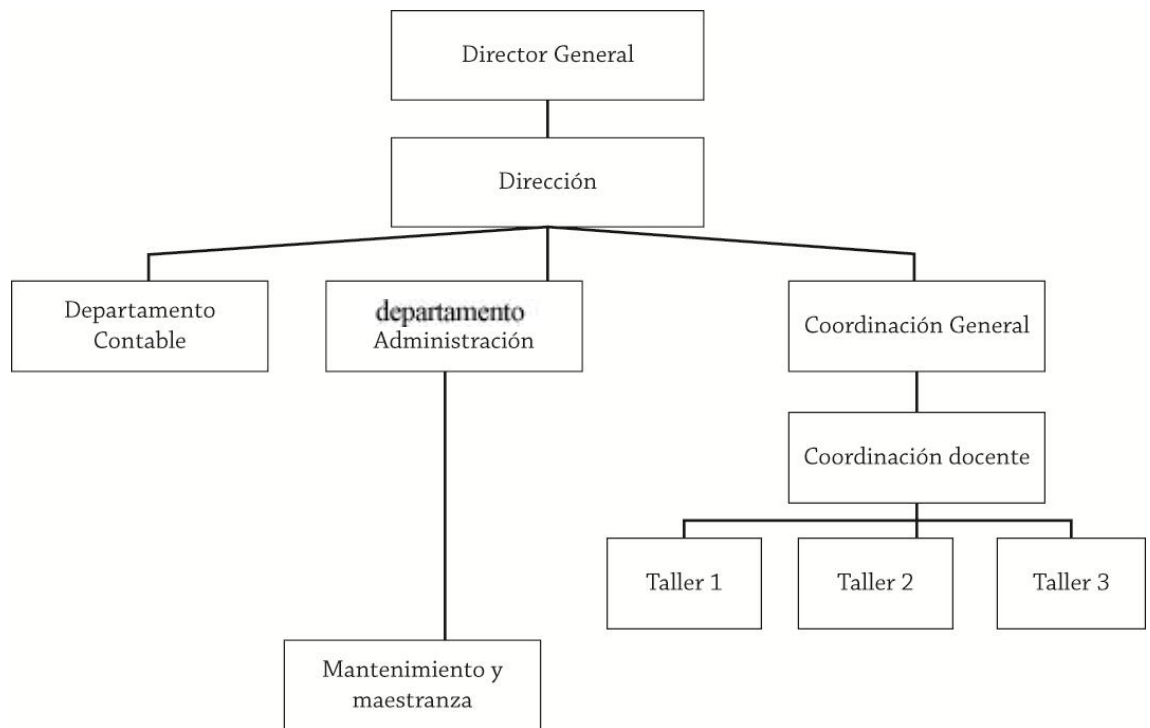 Director General
Dirección
Departamento
Contable
departamento
Administración
Coordinación General
Coordinación docente
Taller 1
Taller 2
Taller 3
Mantenimiento y
maestranza